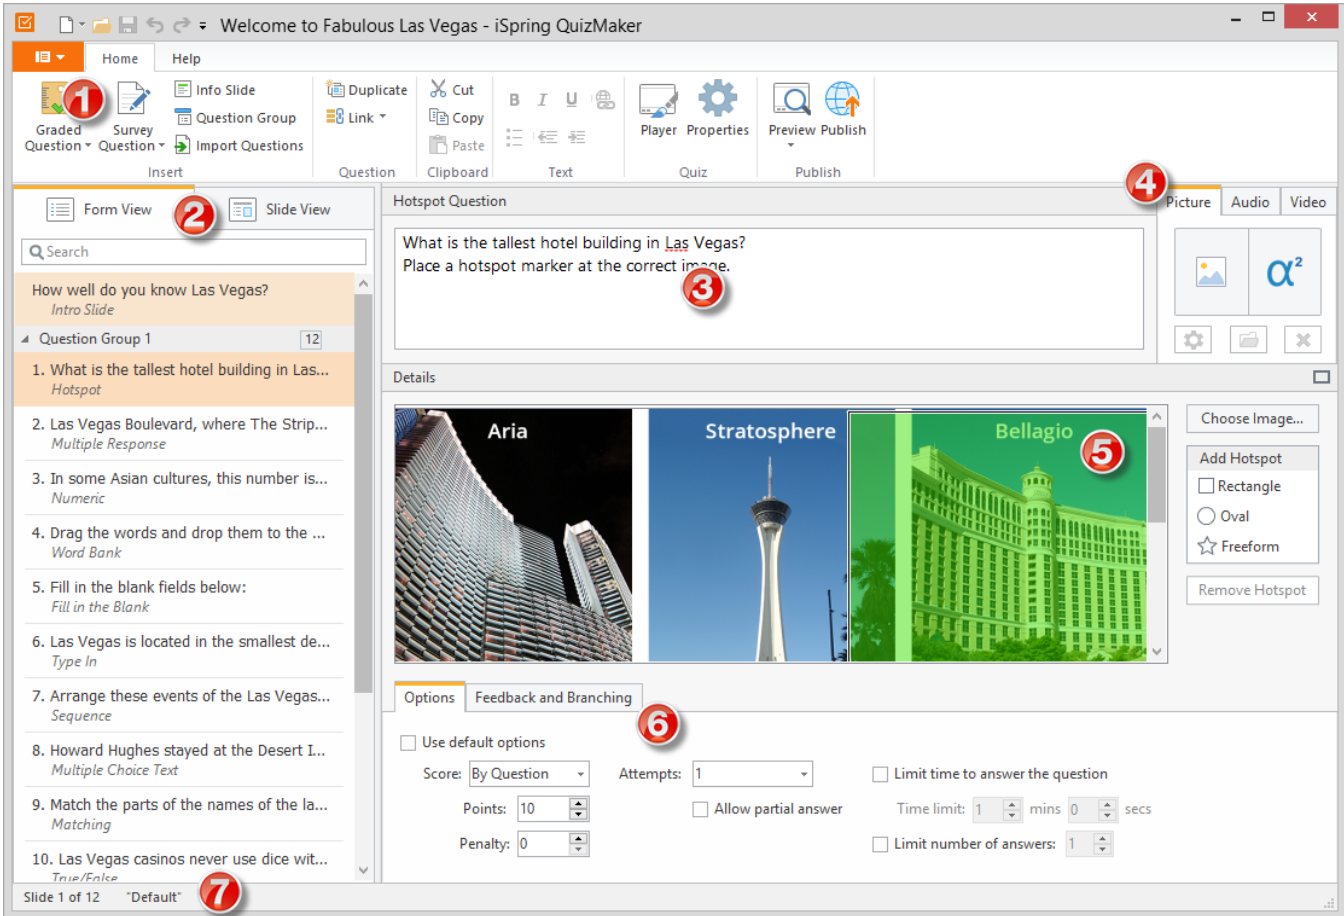 Welcome to Fabulous Las Vegas - iSpring QuizMaker
Home Help
1
Graded Question
Survey Question
Info Slide
Question Group
Import Questions
Insert
Duplicate
Link
Question
Cut
Copy
Paste
Clipboard
B I U
Text
Player Properties
Quiz
Preview Publish
Publish
Form View
2
Slide View
Search
How well do you know Las Vegas?
Intro Slide
Question Group 1 12
1. What is the tallest hotel building in Las...
Hotspot
2. Las Vegas Boulevard, where The Strip...
Multiple Response
3. In some Asian cultures, this number is...
Numeric
4. Drag the words and drop them to the ...
Word Bank
5. Fill in the blank fields below:
Fill in the Blank
6. Las Vegas is located in the smallest de...
Type In
7. Arrange these events of the Las Vegas...
Sequence
8. Howard Hughes stayed at the Desert I...
Multiple Choice Text
9. Match the parts of the names of the la...
Matching
10. Las Vegas casinos never use dice wit...
True/False
Hotspot Question
What is the tallest hotel building in Las Vegas?
Place a hotspot marker at the correct image.
3
4
Picture Audio Video
α²
Details
Aria Stratosphere Bellagio
5
Choose Image...
Add Hotspot
Rectangle
Oval
Freeform
Remove Hotspot
Options Feedback and Branching
6
Use default options
Score: By Question Attempts: 1 Limit time to answer the question
Points: 10 Allow partial answer Time limit: 1 mins 0 secs
Penalty: 0 Limit number of answers: 1
Slide 1 of 12 "Default" 7